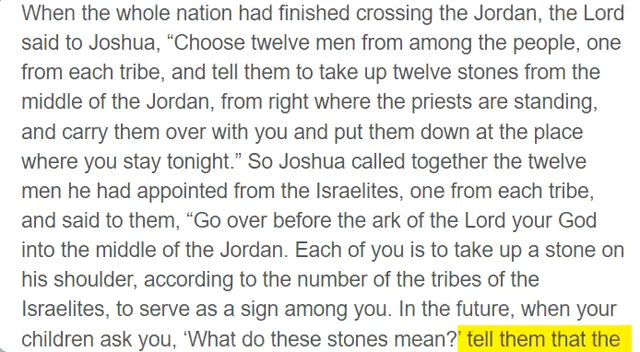 When the whole nation had finished crossing the Jordan, the Lord
said to Joshua, “Choose twelve men from among the people, one
from each tribe, and tell them to take up twelve stones from the
middle of the Jordan, from right where the priests are standing,
and carry them over with you and put them down at the place
where you stay tonight.” So Joshua called together the twelve
men he had appointed from the Israelites, one from each tribe,
and said to them, “Go over before the ark of the Lord your God
into the middle of the Jordan. Each of you is to take up a stone on
his shoulder, according to the number of the tribes of the
Israelites, to serve as a sign among you. In the future, when your
children ask you, ‘What do these stones mean?’ tell them that the